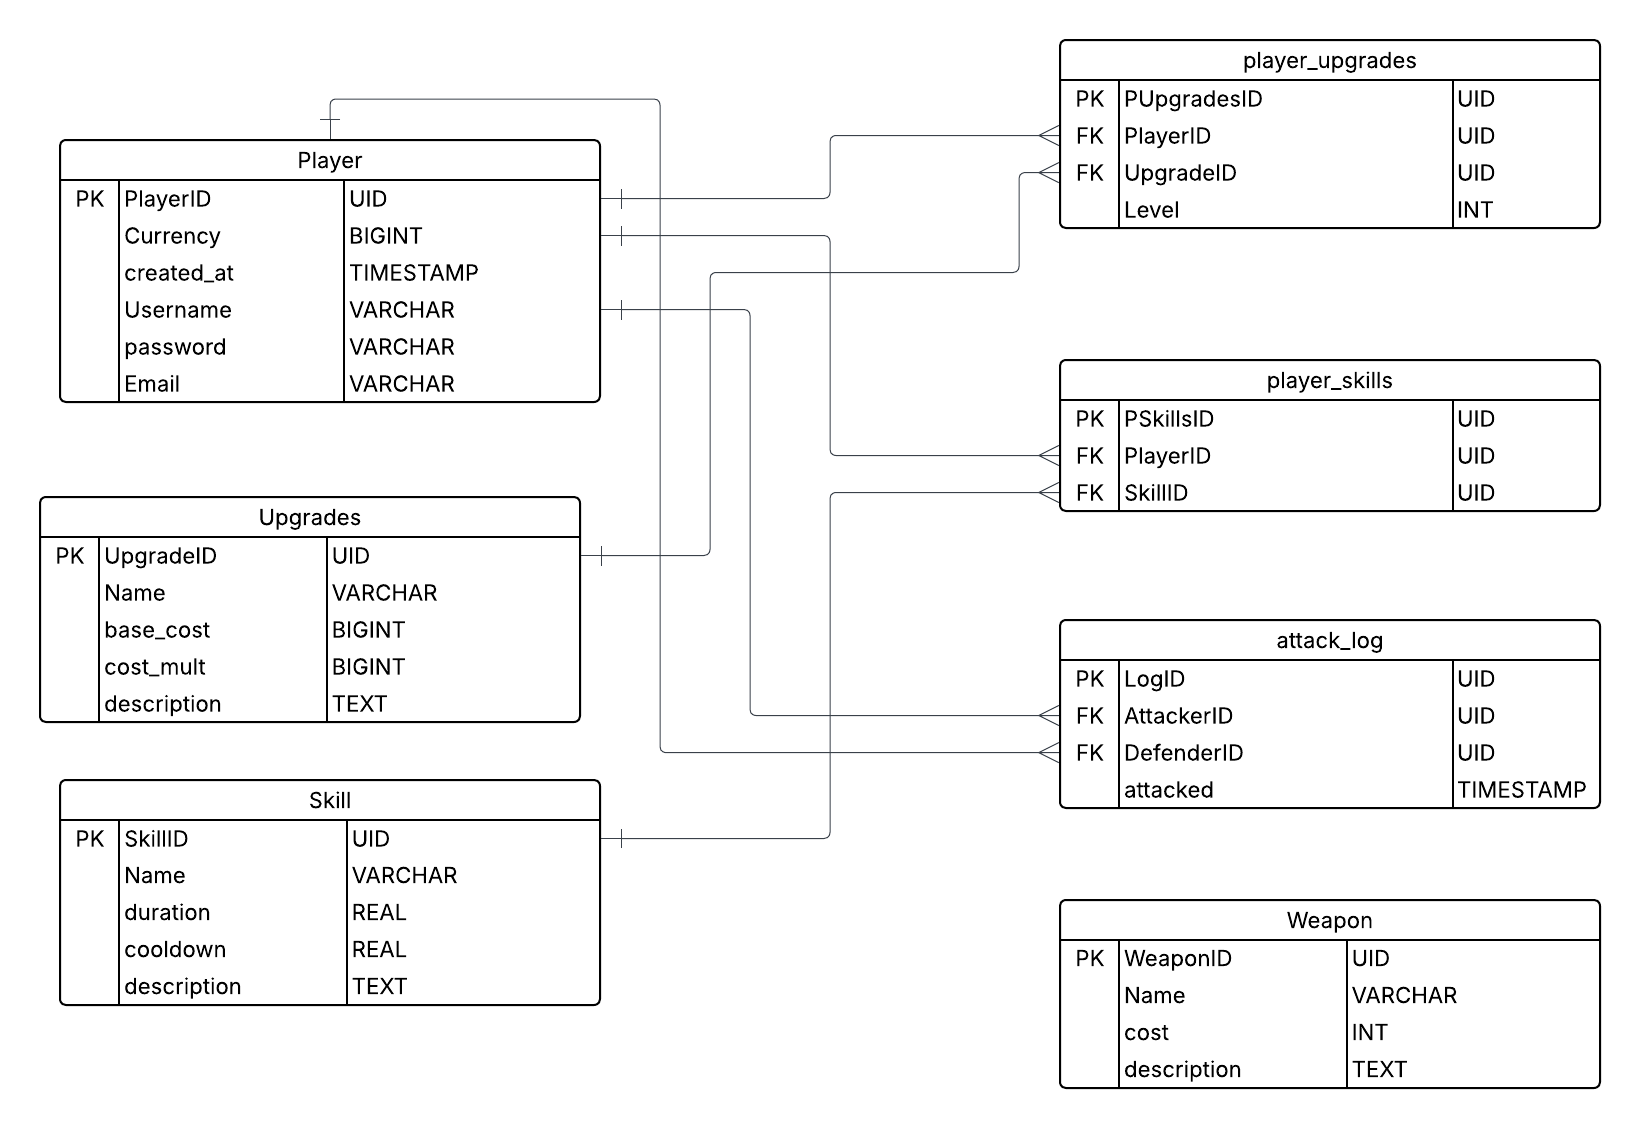 Player
PK PlayerID UID
Currency BIGINT
created_at TIMESTAMP
Username VARCHAR
password VARCHAR
Email VARCHAR
Upgrades
PK UpgradeID UID
Name VARCHAR
base_cost BIGINT
cost_mult BIGINT
description TEXT
Skill
PK SkillID UID
Name VARCHAR
duration REAL
cooldown REAL
description TEXT
player_upgrades
PK PUpgradesID UID
FK PlayerID UID
FK UpgradeID UID
Level INT
player_skills
PK PSkillsID UID
FK PlayerID UID
FK SkillID UID
attack_log
PK LogID UID
FK AttackerID UID
FK DefenderID UID
attacked TIMESTAMP
Weapon
PK WeaponID UID
Name VARCHAR
cost INT
description TEXT